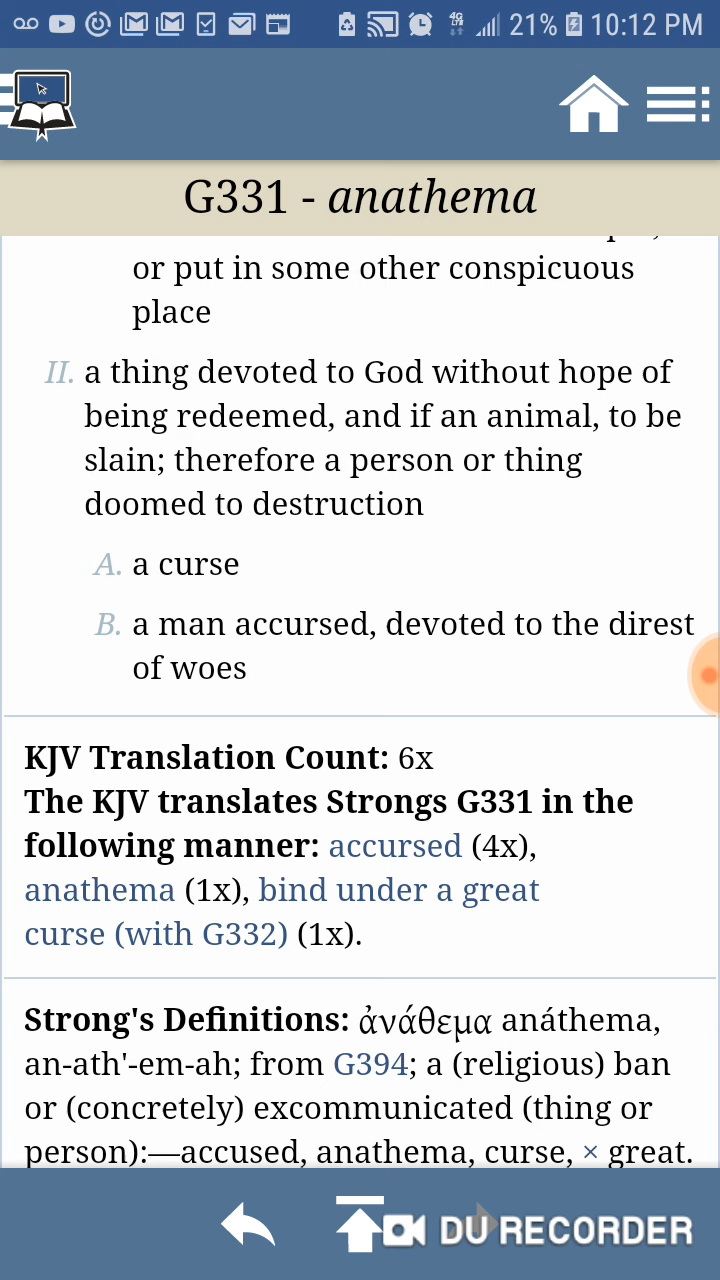 21% 10:12 PM
G331 - anathema
or put in some other conspicuous
place
II. a thing devoted to God without hope of
being redeemed, and if an animal, to be
slain; therefore a person or thing
doomed to destruction
A. a curse
B. a man accursed, devoted to the direst
of woes
KJV Translation Count: 6x
The KJV translates Strongs G331 in the
following manner: accursed (4x),
anathema (1x), bind under a great
curse (with G332) (1x).
Strong's Definitions: ἀνάθεμα anáthema,
an-ath'-em-ah; from G394; a (religious) ban
or (concretely) excommunicated (thing or
person):—accused, anathema, curse, × great.
DU RECORDER